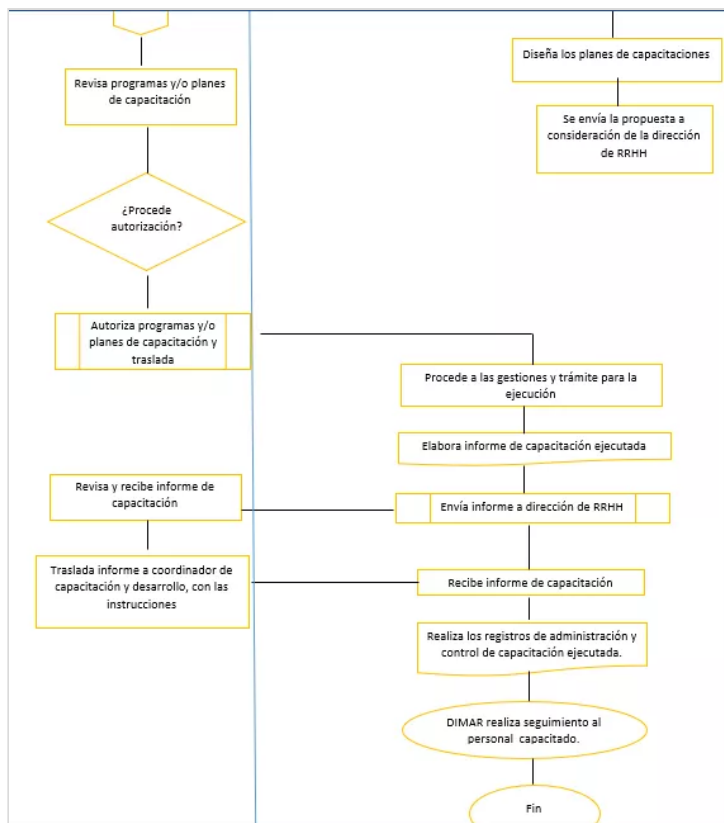 Diseña los planes de capacitaciones
Revisa programas y/o planes
de capacitación
Se envía la propuesta a
consideración de la dirección
de RRHH
¿Procede
autorización?
Autoriza programas y/o
planes de capacitación y
traslada
Procede a las gestiones y trámite para la
ejecución
Elabora informe de capacitación ejecutada
Revisa y recibe informe de
capacitación
Envía informe a dirección de RRHH
Traslada informe a coordinador de
capacitación y desarrollo, con las
instrucciones
Recibe informe de capacitación
Realiza los registros de administración y
control de capacitación ejecutada.
DIMAR realiza seguimiento al
personal capacitado.
Fin